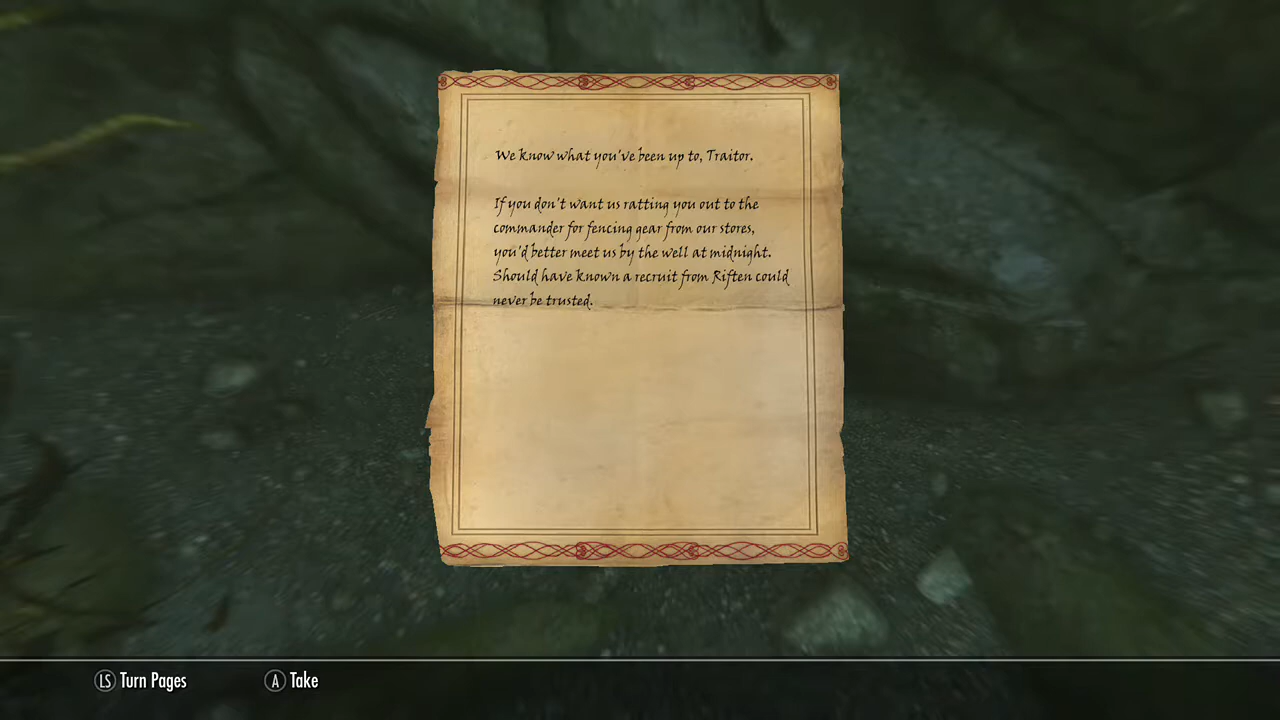 We know what you've been up to, Traitor.
If you don't want us ratting you out to the
commander for fencing gear from our stores,
you'd better meet us by the well at midnight.
Should have known a recruit from Riften could
never be trusted.
LS Turn Pages
A Take